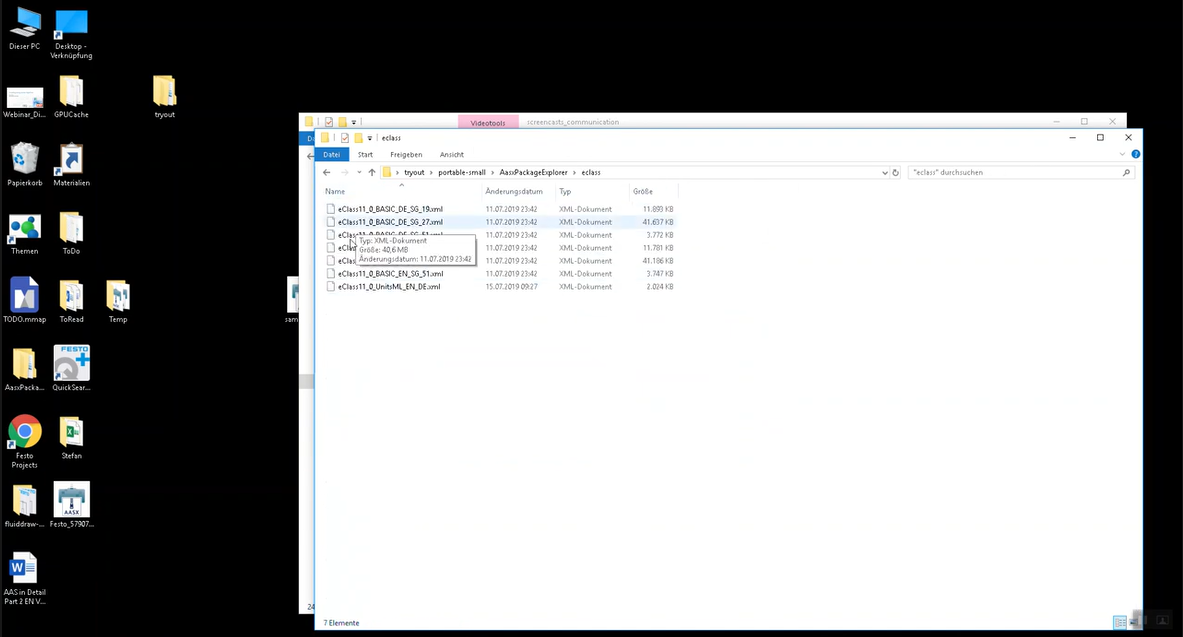 Dieser PC
Desktop -
Verknüpfung
Webinar_Di...
GPUCache
tryout
Papierkorb
Materialien
Themen
ToDo
TODO.mmap
ToRead
Temp
sam
AasxPacka...
FESTO
QuickSear...
Festo
Projects
Stefan
fluiddraw-...
AASX
Festo_57907...
W
AAS in Detail
Part 2 EN V...
Videotools
screencasts_communication
eclass
Datei
Start
Freigeben
Ansicht
tryout
portable-small
AasxPackageExplorer
eclass
"eclass" durchsuchen
Name
Änderungsdatum
Typ
Größe
eClass11_0_BASIC_DE_SG_19.xml 11.07.2019 23:42 XML-Dokument 11.893 KB
eClass11_0_BASIC_DE_SG_27.xml 11.07.2019 23:42 XML-Dokument 41.637 KB
eClass11_0_BASIC_DE_SG_51.xml 11.07.2019 23:42 XML-Dokument 3.772 KB
eCla 11.07.2019 23:42 XML-Dokument 11.781 KB
eCla 11.07.2019 23:42 XML-Dokument 41.186 KB
eClass11_0_BASIC_EN_SG_51.xml 11.07.2019 23:42 XML-Dokument 3.747 KB
eClass11_0_UnitsML_EN_DE.xml 15.07.2019 09:27 XML-Dokument 2.024 KB
Typ: XML-Dokument
Größe: 40,6 MB
Änderungsdatum: 11.07.2019 23:42
24
7 Elemente